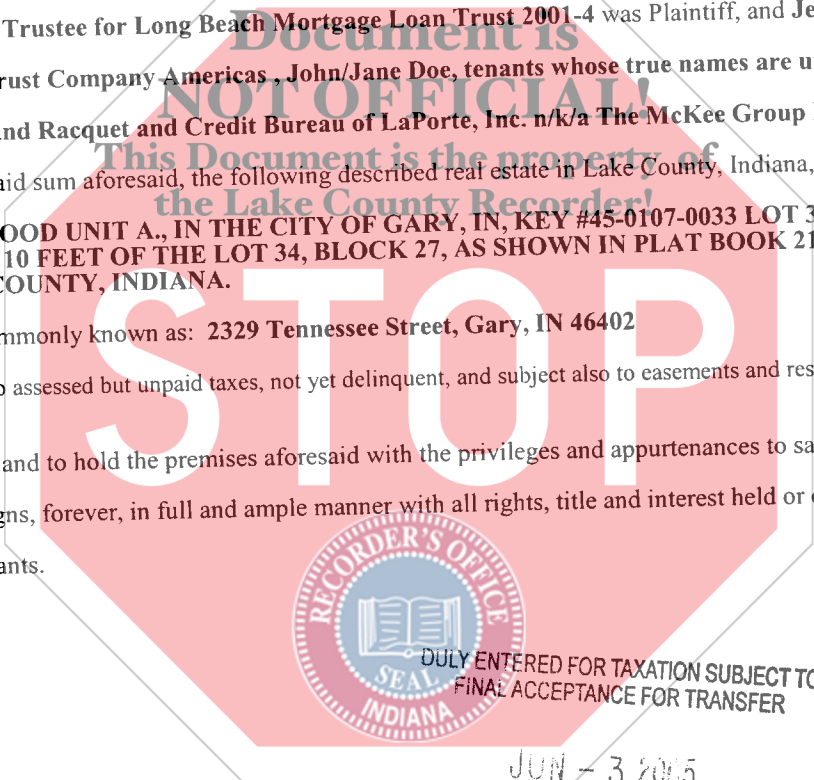 Trustee for Long Beach Mortgage Loan Trust 2001-4 was Plaintiff, and Je
Document is
rust Company Americas , John/Jane Doe, tenants whose true names are u
NOT OFFICIAL!
nd Racquet and Credit Bureau of LaPorte, Inc. n/k/a The McKee Group
This Document is the property of
aid sum aforesaid, the following described real estate in Lake County, Indiana,
the Lake County Recorder!
OOD UNIT A., IN THE CITY OF GARY, IN, KEY #45-0107-0033 LOT 3
10 FEET OF THE LOT 34, BLOCK 27, AS SHOWN IN PLAT BOOK 21
COUNTY, INDIANA.
mmonly known as: 2329 Tennessee Street, Gary, IN 46402
STOP
o assessed but unpaid taxes, not yet delinquent, and subject also to easements and res
and to hold the premises aforesaid with the privileges and appurtenances to sa
gns, forever, in full and ample manner with all rights, title and interest held or
ants.
RECORDER'S OFFICE
SEAL
INDIANA
DULY ENTERED FOR TAXATION SUBJECT TO
FINAL ACCEPTANCE FOR TRANSFER
JUN - 3 2005